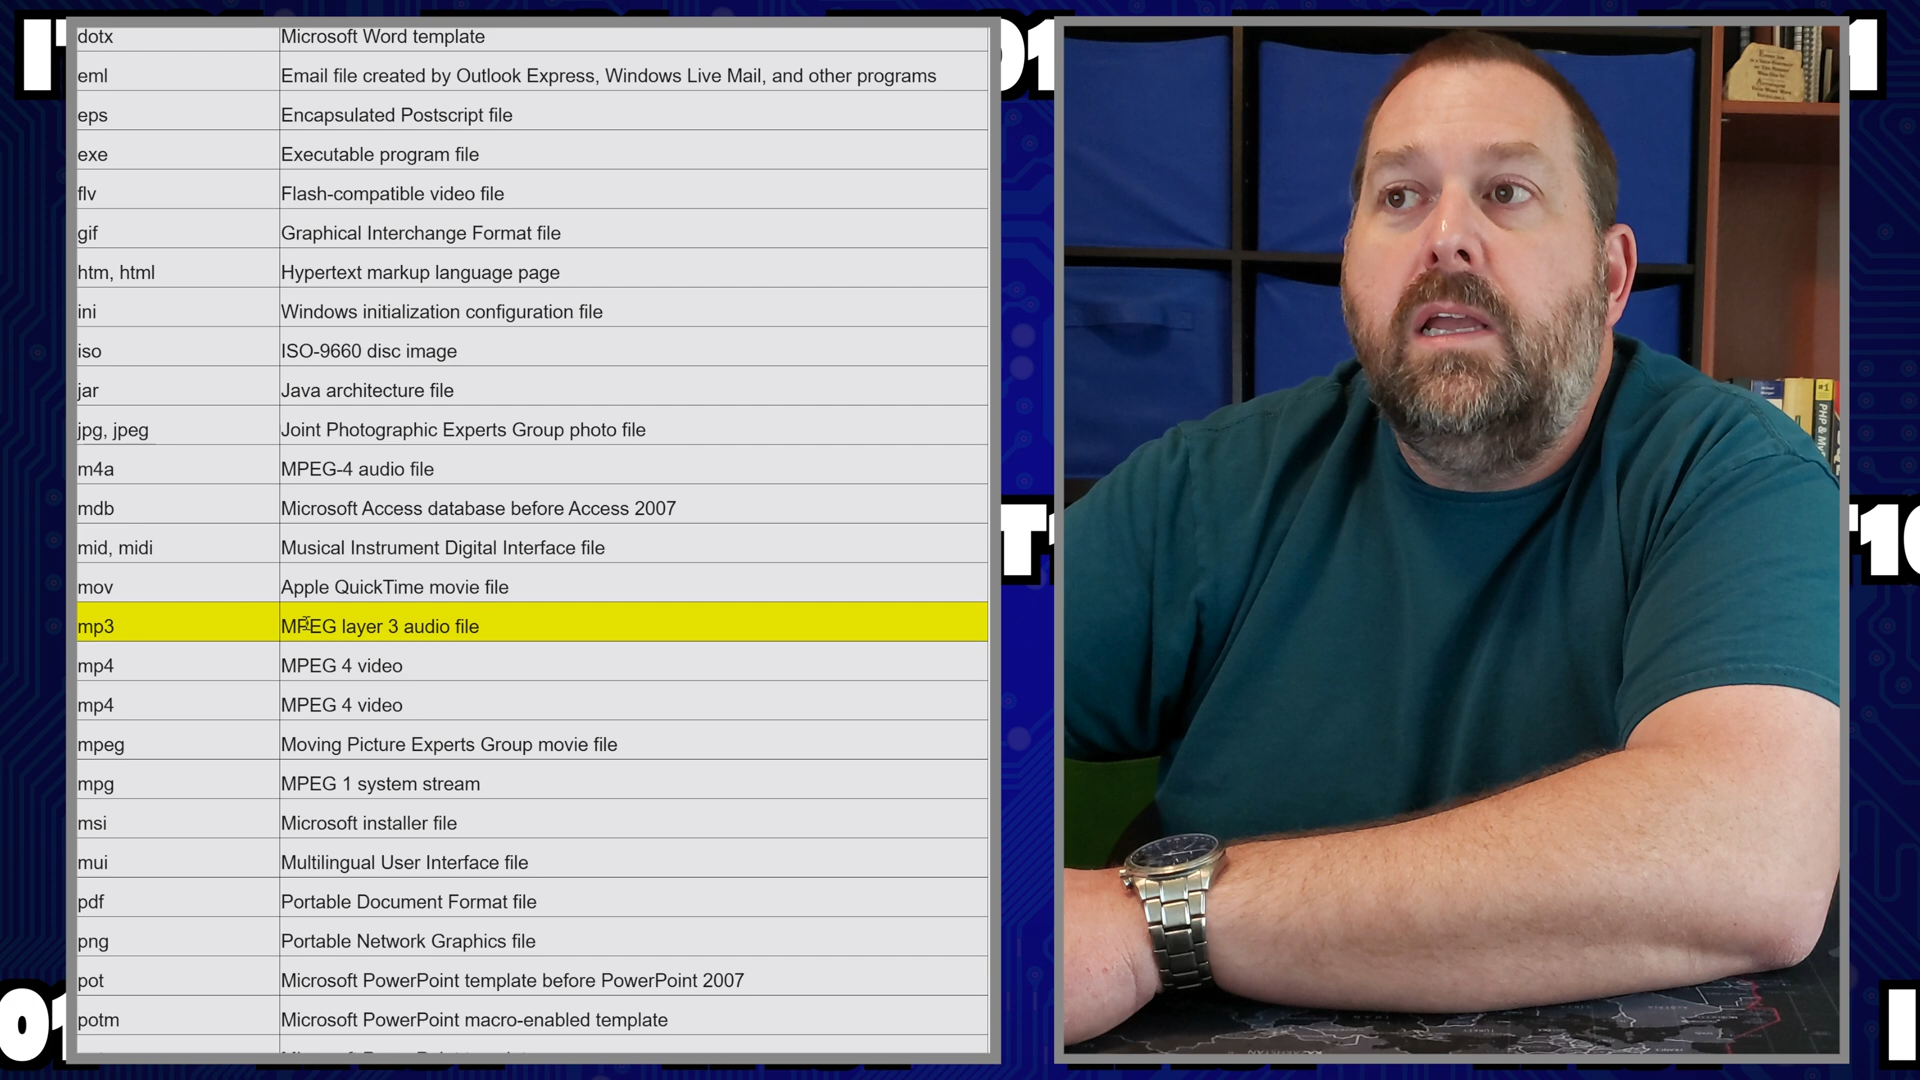 dotx Microsoft Word template
eml Email file created by Outlook Express, Windows Live Mail, and other programs
eps Encapsulated Postscript file
exe Executable program file
flv Flash-compatible video file
gif Graphical Interchange Format file
htm, html Hypertext markup language page
ini Windows initialization configuration file
iso ISO-9660 disc image
jar Java architecture file
jpg, jpeg Joint Photographic Experts Group photo file
m4a MPEG-4 audio file
mdb Microsoft Access database before Access 2007
mid, midi Musical Instrument Digital Interface file
mov Apple QuickTime movie file
mp3 MPEG layer 3 audio file
mp4 MPEG 4 video
mp4 MPEG 4 video
mpeg Moving Picture Experts Group movie file
mpg MPEG 1 system stream
msi Microsoft installer file
mui Multilingual User Interface file
pdf Portable Document Format file
png Portable Network Graphics file
pot Microsoft PowerPoint template before PowerPoint 2007
potm Microsoft PowerPoint macro-enabled template
#1
PHP & My